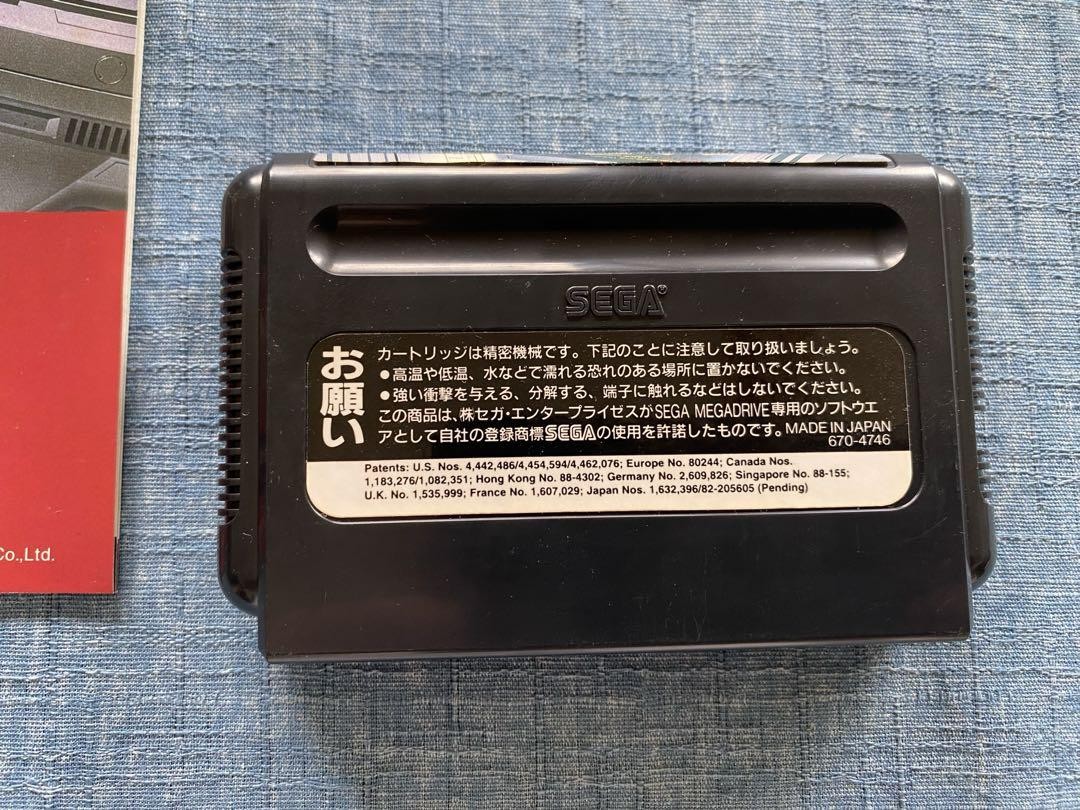 SEGA®
お願い
カートリッジは精密機械です。下記のことに注意して取り扱いましょう。
●高温や低温、水などで濡れる恐れのある場所に置かないでください。
●強い衝撃を与える、分解する、端子に触れるなどはしないでください。
この商品は、㈱セガ・エンタープライゼスがSEGA MEGADRIVE専用のソフトウエ
アとして自社の登録商標SEGAの使用を許諾したものです。MADE IN JAPAN
670-4746
Patents: U.S. Nos. 4,442,486/4,454,594/4,462,076; Europe No. 80244; Canada Nos.
1,183,276/1,082,351; Hong Kong No. 88-4302; Germany No. 2,609,826; Singapore No. 88-155;
U.K. No. 1,535,999; France No. 1,607,029; Japan Nos. 1,632,396/82-205605 (Pending)
Co.,Ltd.